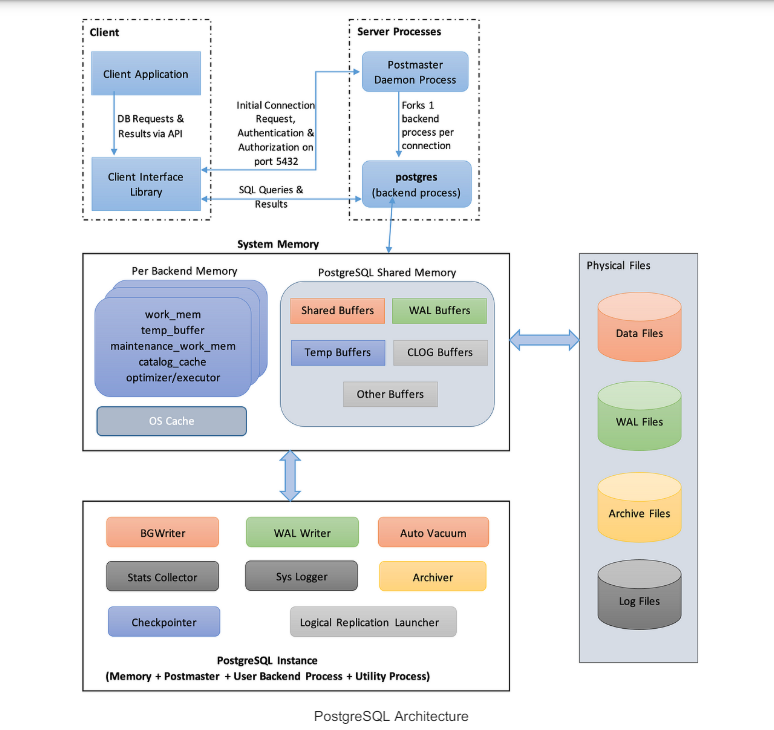 Client
Client Application
DB Requests &
Results via API
Client Interface
Library
Initial Connection
Request,
Authentication &
Authorization on
port 5432
SQL Queries &
Results
Server Processes
Postmaster
Daemon Process
Forks 1
backend
process per
connection
postgres
(backend process)
System Memory
Per Backend Memory
work_mem
temp_buffer
maintenance_work_mem
catalog_cache
optimizer/executor
OS Cache
PostgreSQL Shared Memory
Shared Buffers
WAL Buffers
Temp Buffers
CLOG Buffers
Other Buffers
Physical Files
Data Files
WAL Files
Archive Files
Log Files
BGWriter
WAL Writer
Auto Vacuum
Stats Collector
Sys Logger
Archiver
Checkpointer
Logical Replication Launcher
PostgreSQL Instance
(Memory + Postmaster + User Backend Process + Utility Process)
PostgreSQL Architecture